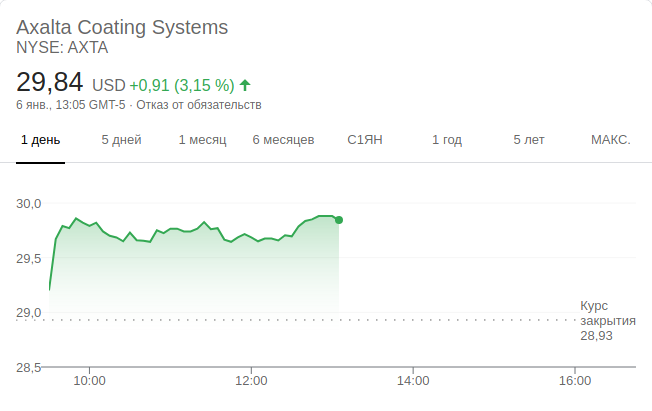 Axalta Coating Systems
NYSE: AXTA
29,84 USD +0,91 (3,15 %)
6 янв., 13:05 GMT-5 · Отказ от обязательств
1 день 5 дней 1 месяц 6 месяцев С1ЯН 1 год 5 лет МАКС.
30,0
29,5
29,0
Курс
закрытия
28,93
28,5
10:00 12:00 14:00 16:00